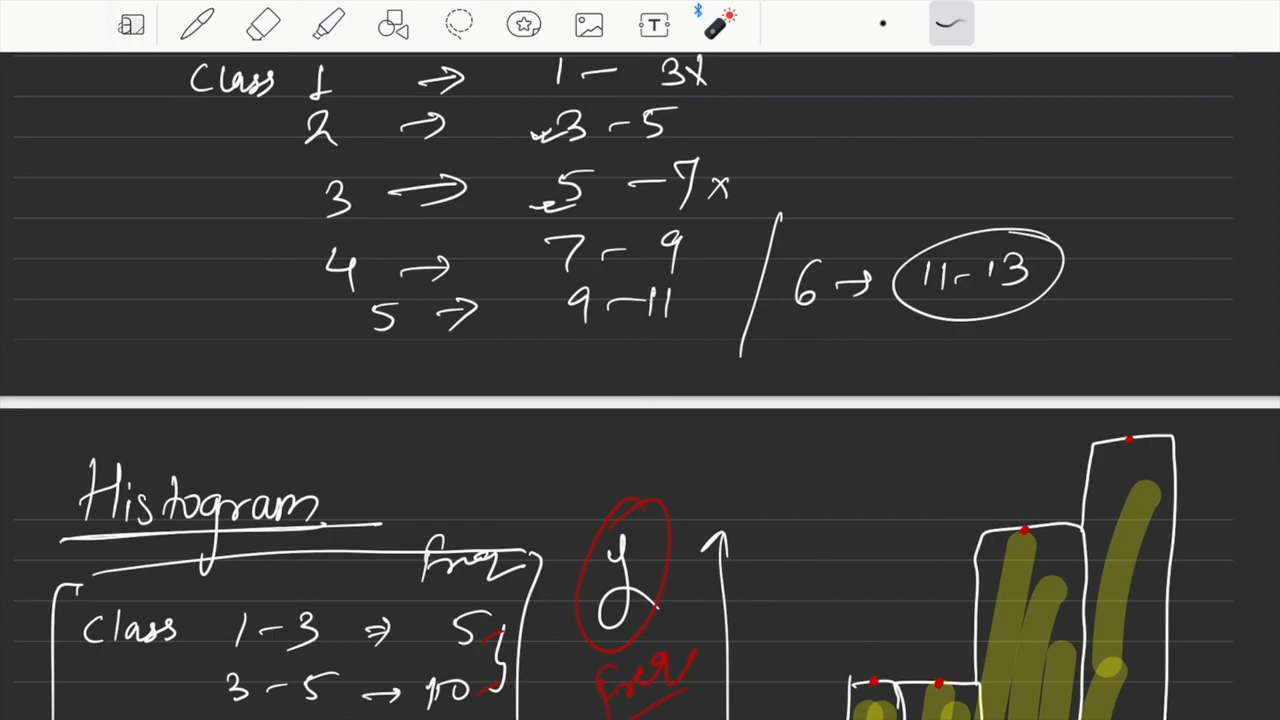 Class 1 → 1 - 3x
2 → 3 - 5
3 → 5 - 7x
4 → 7 - 9
5 → 9 - 11
6 → 11 - 13
Histogram
freq
y
Class 1 - 3 ⇒ 5
3 - 5 → 10
freq